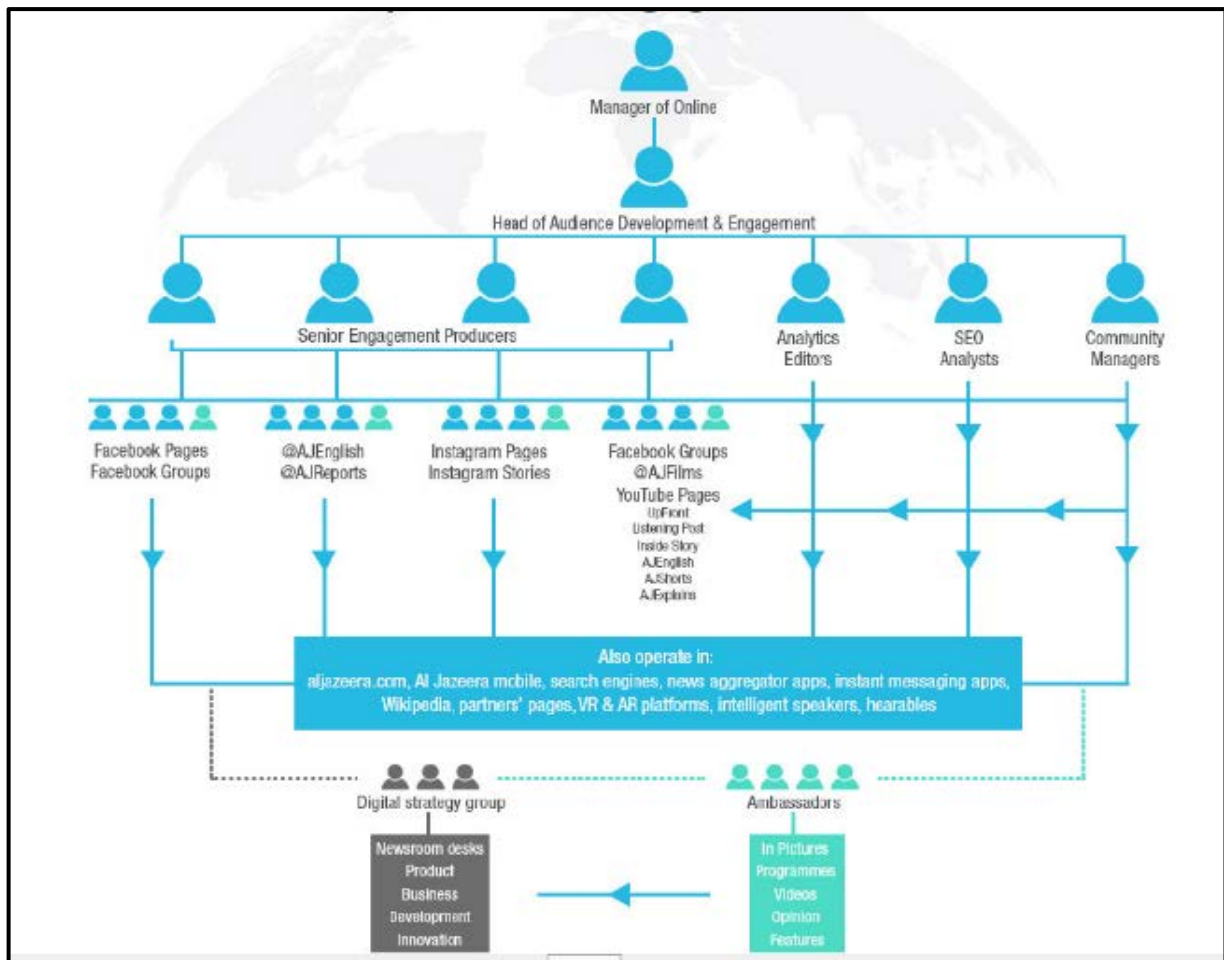 Manager of Online
Head of Audience Development & Engagement
Senior Engagement Producers
Analytics
Editors
SEO
Analysts
Community
Managers
Facebook Pages
Facebook Groups
@AJEnglish
@AJReports
Instagram Pages
Instagram Stories
Facebook Groups
@AJFilms
YouTube Pages
UpFront
Listening Post
Inside Story
AJEnglish
AJShorts
AJExplains
Also operate in:
aljazeera.com, Al Jazeera mobile, search engines, news aggregator apps, instant messaging apps,
Wikipedia, partners' pages, VR & AR platforms, intelligent speakers, hearables
Digital strategy group
Newsroom desks
Product
Business
Development
Innovation
Ambassadors
In Pictures
Programmes
Videos
Opinion
Features